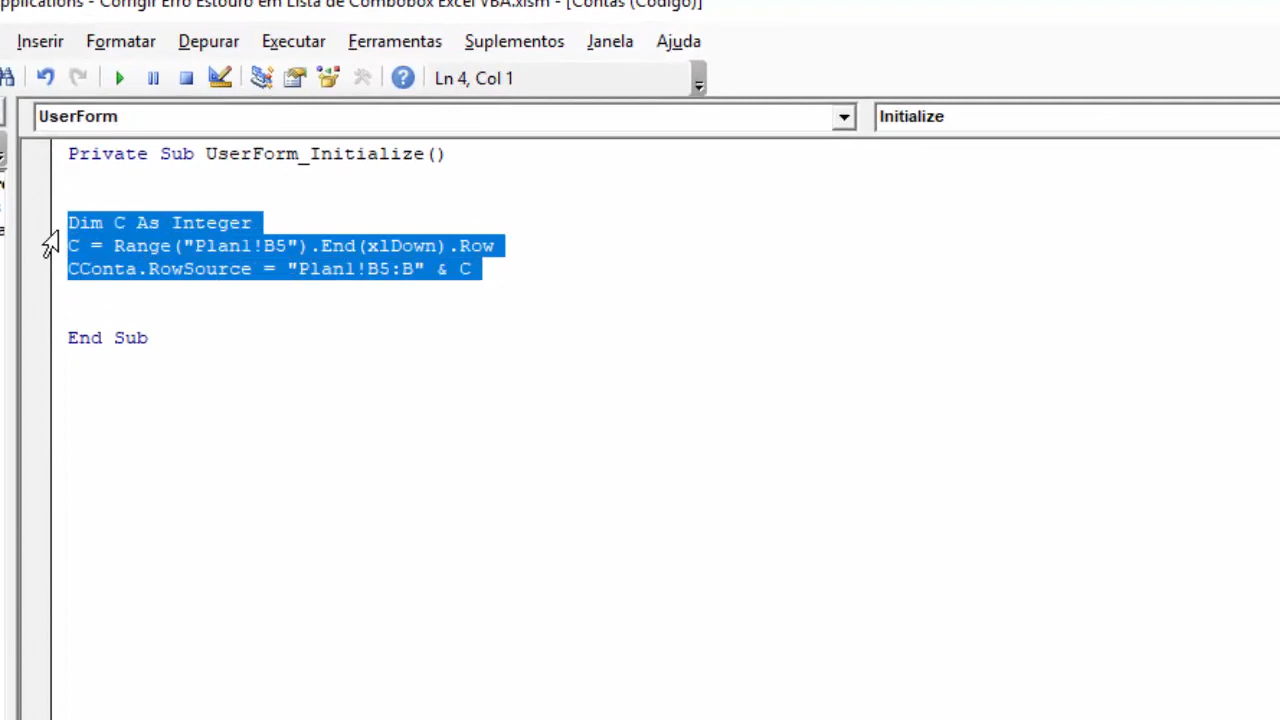 pplications - Corrigir Erro Estouro em Lista de Combobox Excel VBA.xlsm - [Contas (Código)]
Inserir Formatar Depurar Executar Ferramentas Suplementos Janela Ajuda
Ln 4, Col 1
UserForm Initialize
Private Sub UserForm_Initialize()
Dim C As Integer
C = Range("Plan1!B5").End(xlDown).Row
CConta.RowSource = "Plan1!B5:B" & C
End Sub